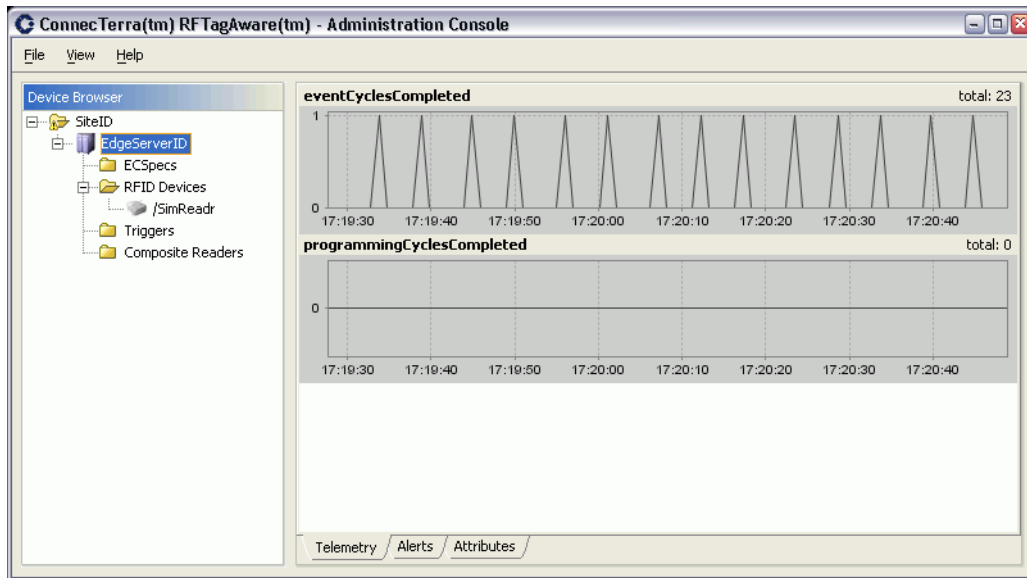 ConnecTerra(tm) RFTagAware(tm) - Administration Console
File View Help
Device Browser
SiteID
EdgeServerID
ECSpecs
RFID Devices
/SimReadr
Triggers
Composite Readers
eventCyclesCompleted total: 23
1
0
17:19:30 17:19:40 17:19:50 17:20:00 17:20:10 17:20:20 17:20:30 17:20:40
programmingCyclesCompleted total: 0
0
17:19:30 17:19:40 17:19:50 17:20:00 17:20:10 17:20:20 17:20:30 17:20:40
Telemetry Alerts Attributes